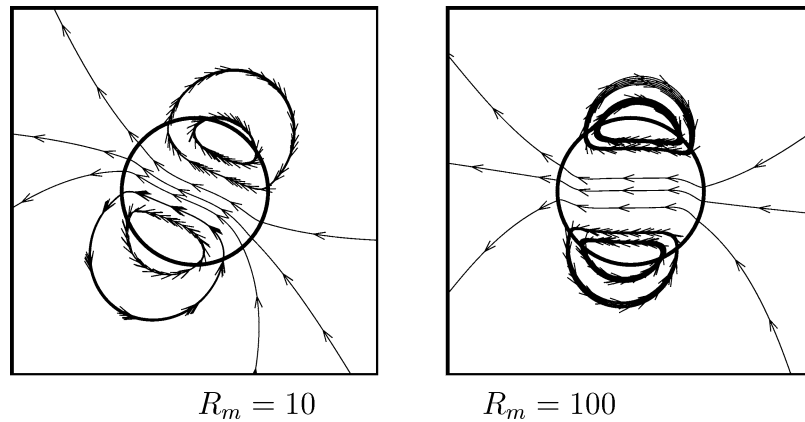 $R_m = 10$ $R_m = 100$